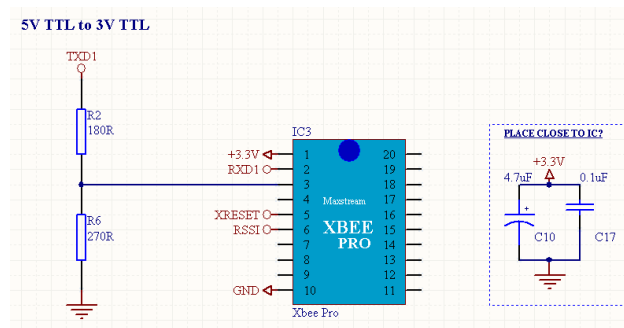 5V TTL to 3V TTL
TXD1
R2
180R
R6
270R
IC3
+3.3V 1 20
RXD1 2 19
3 18
4 17
XRESET 5 16
RSSI 6 15
7 14
8 13
9 12
GND 10 11
Maxstream
XBEE
PRO
Xbee Pro
PLACE CLOSE TO IC?
+3.3V
4.7uF 0.1uF
+
C10 C17